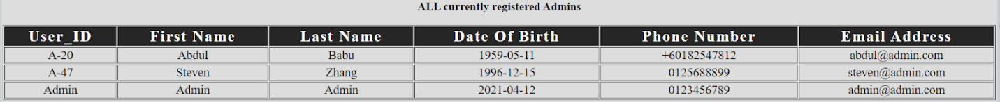 ALL currently registered Admins
User_ID First Name Last Name Date Of Birth Phone Number Email Address
A-20 Abdul Babu 1959-05-11 +60182547812 abdul@admin.com
A-47 Steven Zhang 1996-12-15 0125688899 steven@admin.com
Admin Admin Admin 2021-04-12 0123456789 admin@admin.com